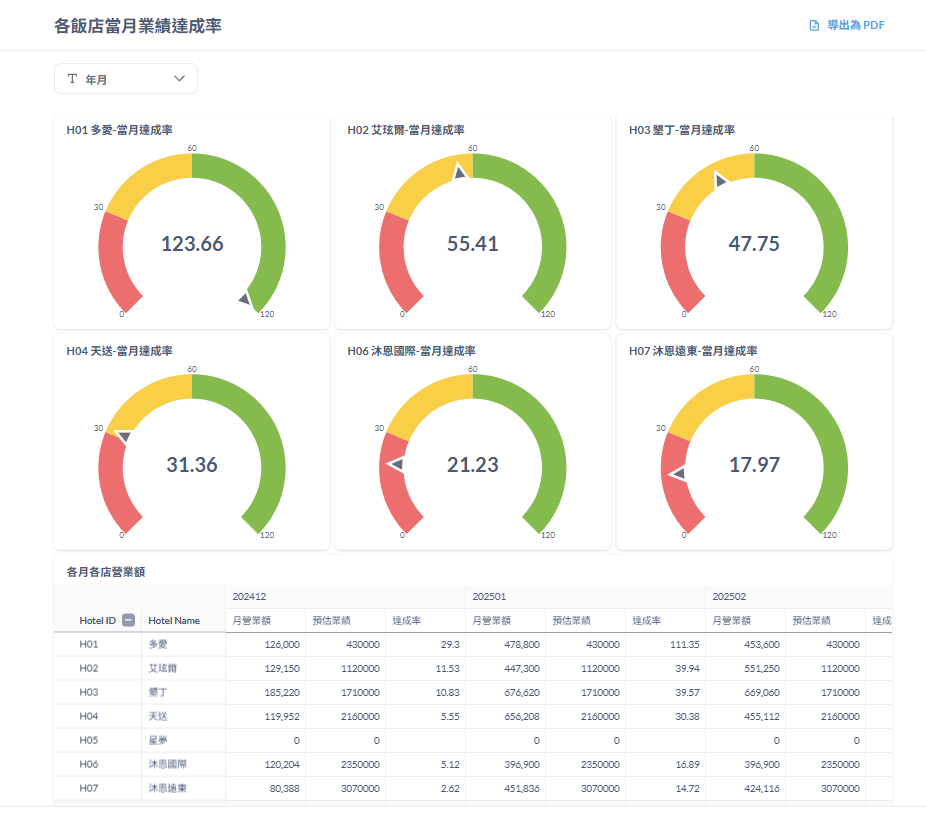 各飯店當月業績達成率
導出為 PDF
年月
H01 多愛-當月達成率
60
30
123.66
0
120
H02 艾玹爾-當月達成率
60
30
55.41
0
120
H03 墾丁-當月達成率
60
30
47.75
0
120
H04 天送-當月達成率
60
30
31.36
0
120
H06 沐恩國際-當月達成率
60
30
21.23
0
120
H07 沐恩遠東-當月達成率
60
30
17.97
0
120
各月各店營業額
202412 202501 202502
Hotel ID Hotel Name 月營業額 預估業績 達成率 月營業額 預估業績 達成率 月營業額 預估業績 達成
H01 多愛 126,000 430000 29.3 478,800 430000 111.35 453,600 430000
H02 艾玹爾 129,150 1120000 11.53 447,300 1120000 39.94 551,250 1120000
H03 墾丁 185,220 1710000 10.83 676,620 1710000 39.57 669,060 1710000
H04 天送 119,952 2160000 5.55 656,208 2160000 30.38 455,112 2160000
H05 星夢 0 0 0 0 0 0
H06 沐恩國際 120,204 2350000 5.12 396,900 2350000 16.89 396,900 2350000
H07 沐恩遠東 80,388 3070000 2.62 451,836 3070000 14.72 424,116 3070000